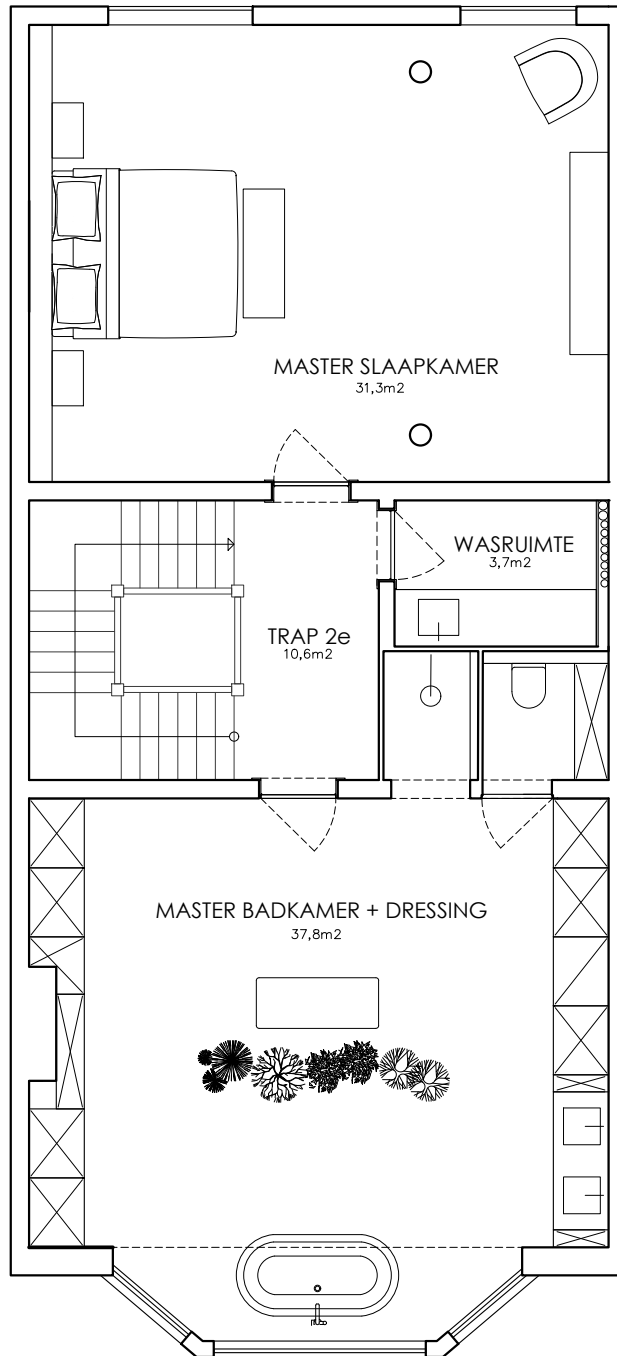 MASTER SLAAPKAMER
31,3m2
WASRUIMTE
3,7m2
TRAP 2e
10,6m2
MASTER BADKAMER + DRESSING
37,8m2